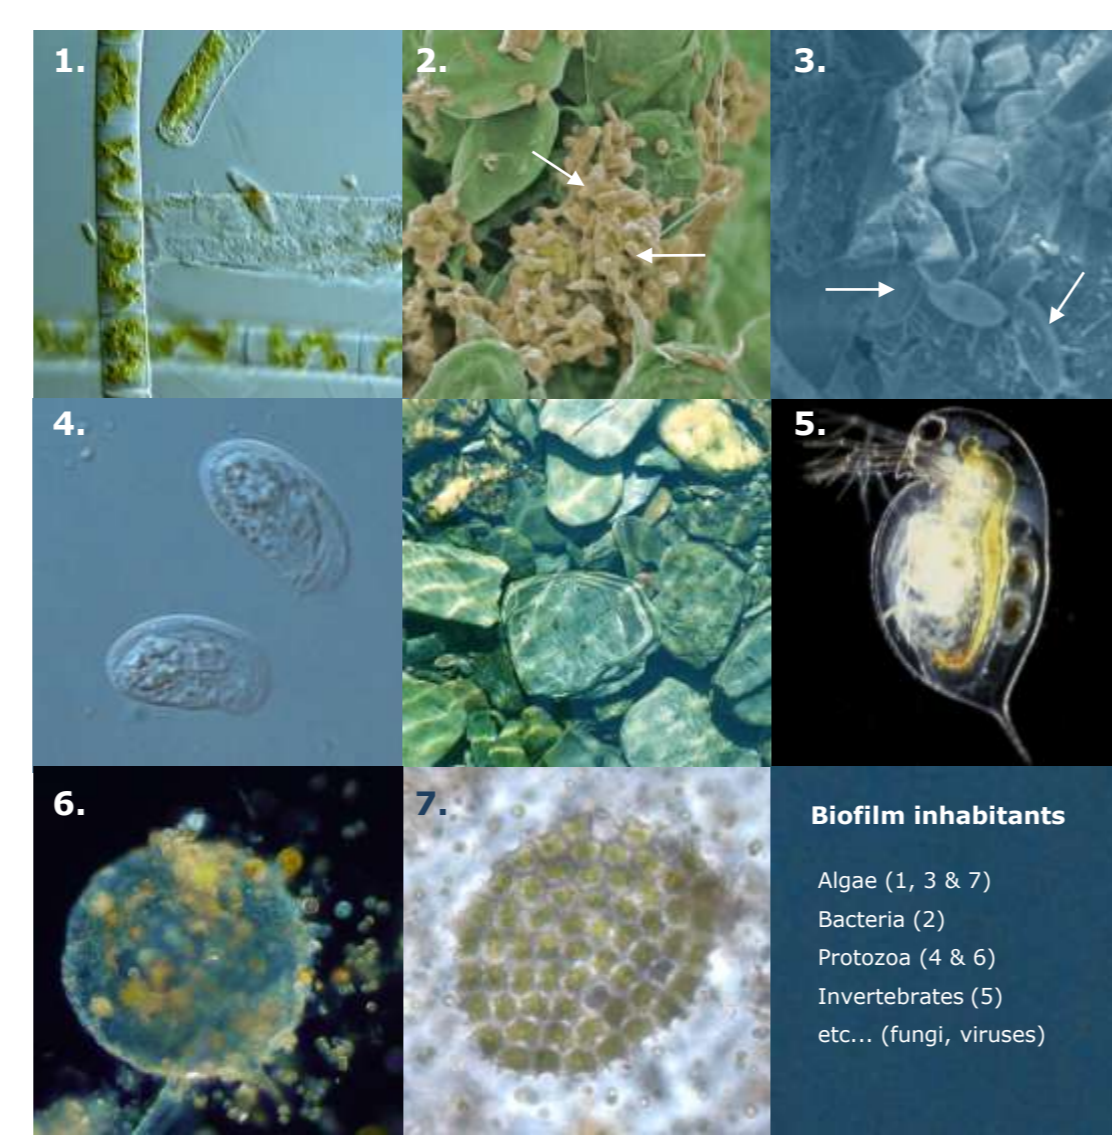 1.
2.
3.
4.
5.
6.
7.
Biofilm inhabitants
Algae (1, 3 & 7)
Bacteria (2)
Protozoa (4 & 6)
Invertebrates (5)
etc... (fungi, viruses)